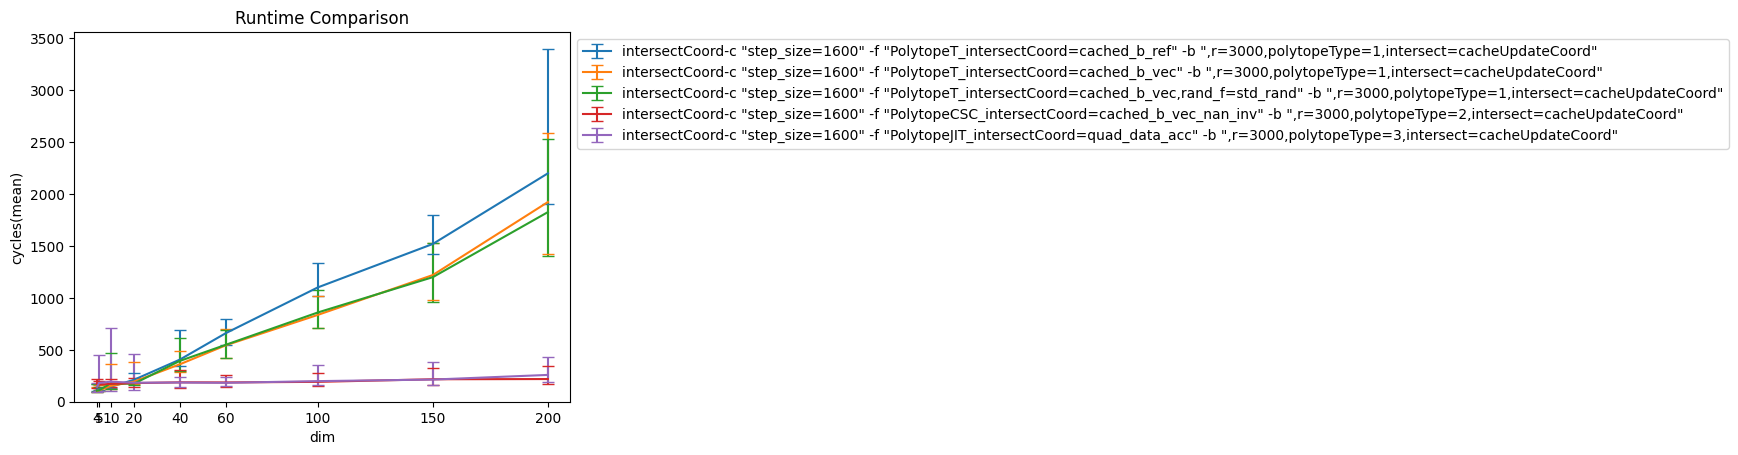 Runtime Comparison
3500
3000
2500
2000
1500
1000
500
0
cycles(mean)
4 5 10 20 40 60 100 150 200
dim
intersectCoord-c "step_size=1600" -f "PolytopeT_intersectCoord=cached_b_ref" -b ",r=3000,polytopeType=1,intersect=cacheUpdateCoord"
intersectCoord-c "step_size=1600" -f "PolytopeT_intersectCoord=cached_b_vec" -b ",r=3000,polytopeType=1,intersect=cacheUpdateCoord"
intersectCoord-c "step_size=1600" -f "PolytopeT_intersectCoord=cached_b_vec,rand_f=std_rand" -b ",r=3000,polytopeType=1,intersect=cacheUpdateCoord"
intersectCoord-c "step_size=1600" -f "PolytopeCSC_intersectCoord=cached_b_vec_nan_inv" -b ",r=3000,polytopeType=2,intersect=cacheUpdateCoord"
intersectCoord-c "step_size=1600" -f "PolytopeJIT_intersectCoord=quad_data_acc" -b ",r=3000,polytopeType=3,intersect=cacheUpdateCoord"